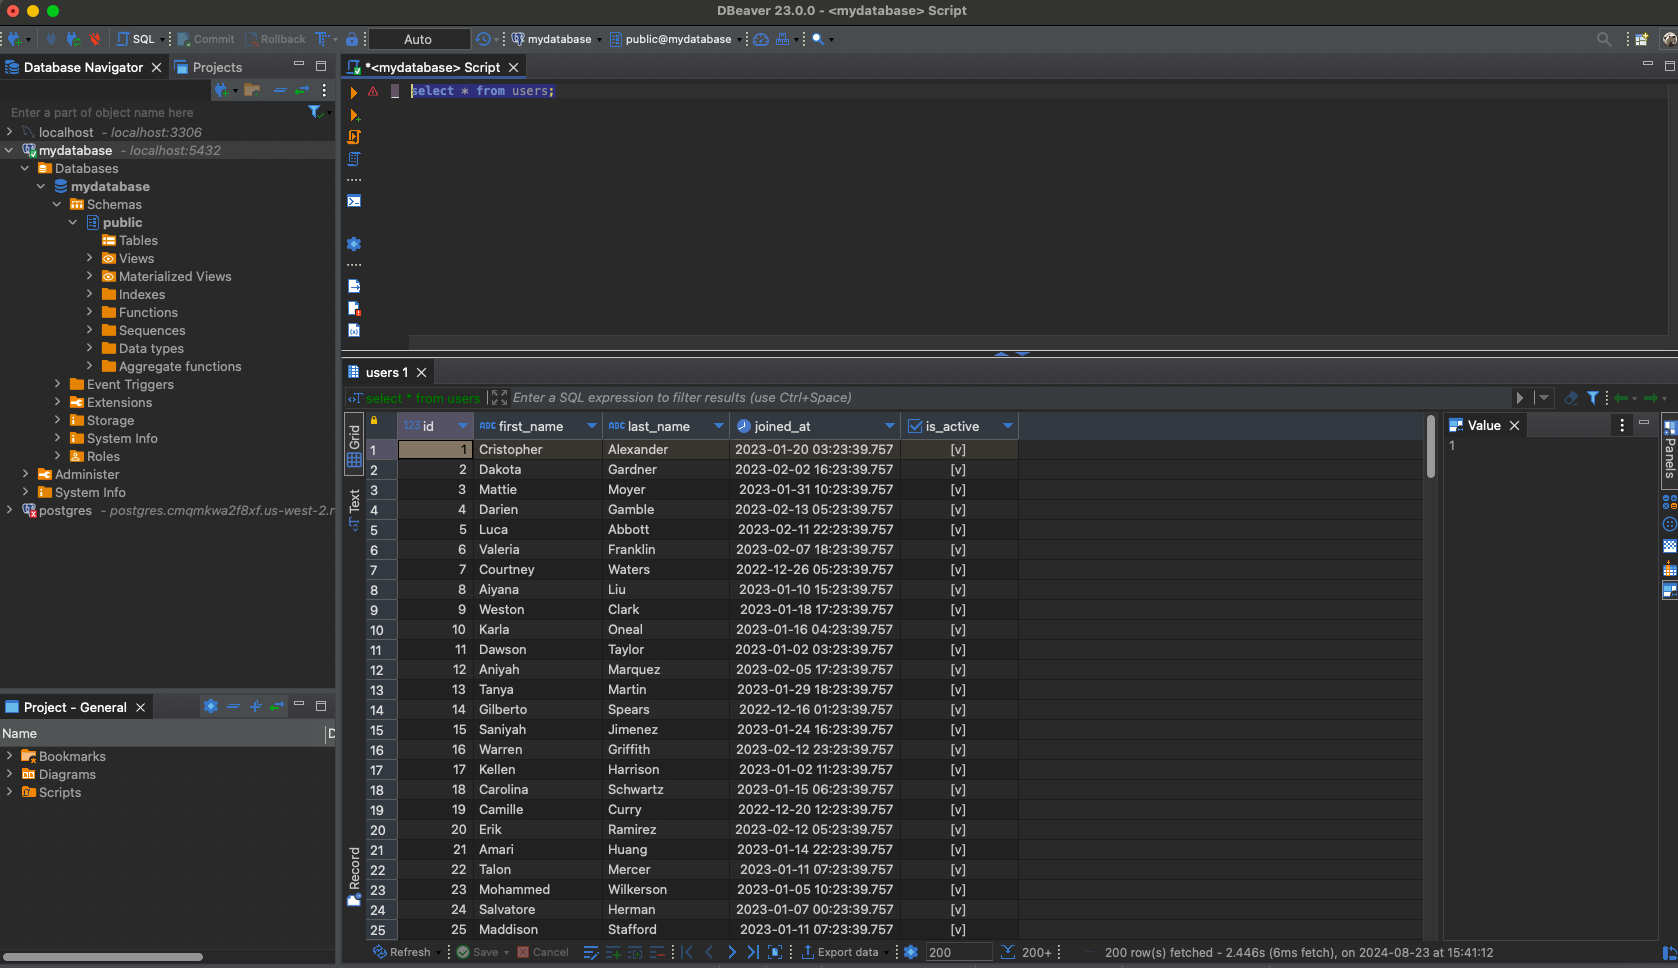 DBeaver 23.0.0 - <mydatabase> Script
SQL Commit Rollback Auto mydatabase public@mydatabase
Database Navigator Projects
Enter a part of object name here
localhost - localhost:3306
mydatabase - localhost:5432
Databases
mydatabase
Schemas
public
Tables
Views
Materialized Views
Indexes
Functions
Sequences
Data types
Aggregate functions
Event Triggers
Extensions
Storage
System Info
Roles
Administer
System Info
postgres - postgres.cmqmkwa2f8xf.us-west-2.r
Project - General
Name D
Bookmarks
Diagrams
Scripts
*<mydatabase> Script
select * from users;
users 1
select * from users Enter a SQL expression to filter results (use Ctrl+Space)
Grid
Text
Record
123 id ABC first_name ABC last_name joined_at is_active
1 1 Cristopher Alexander 2023-01-20 03:23:39.757 [v]
2 2 Dakota Gardner 2023-02-02 16:23:39.757 [v]
3 3 Mattie Moyer 2023-01-31 10:23:39.757 [v]
4 4 Darien Gamble 2023-02-13 05:23:39.757 [v]
5 5 Luca Abbott 2023-02-11 22:23:39.757 [v]
6 6 Valeria Franklin 2023-02-07 18:23:39.757 [v]
7 7 Courtney Waters 2022-12-26 05:23:39.757 [v]
8 8 Aiyana Liu 2023-01-10 15:23:39.757 [v]
9 9 Weston Clark 2023-01-18 17:23:39.757 [v]
10 10 Karla Oneal 2023-01-16 04:23:39.757 [v]
11 11 Dawson Taylor 2023-01-02 03:23:39.757 [v]
12 12 Aniyah Marquez 2023-02-05 17:23:39.757 [v]
13 13 Tanya Martin 2023-01-29 18:23:39.757 [v]
14 14 Gilberto Spears 2022-12-16 01:23:39.757 [v]
15 15 Saniyah Jimenez 2023-01-24 16:23:39.757 [v]
16 16 Warren Griffith 2023-02-12 23:23:39.757 [v]
17 17 Kellen Harrison 2023-01-02 11:23:39.757 [v]
18 18 Carolina Schwartz 2023-01-15 06:23:39.757 [v]
19 19 Camille Curry 2022-12-20 12:23:39.757 [v]
20 20 Erik Ramirez 2023-02-12 05:23:39.757 [v]
21 21 Amari Huang 2023-01-14 22:23:39.757 [v]
22 22 Talon Mercer 2023-01-11 07:23:39.757 [v]
23 23 Mohammed Wilkerson 2023-01-05 10:23:39.757 [v]
24 24 Salvatore Herman 2023-01-07 00:23:39.757 [v]
25 25 Maddison Stafford 2023-01-11 07:23:39.757 [v]
Value
1
Panels
Refresh Save Cancel Export data 200 200+ 200 row(s) fetched - 2.446s (6ms fetch), on 2024-08-23 at 15:41:12